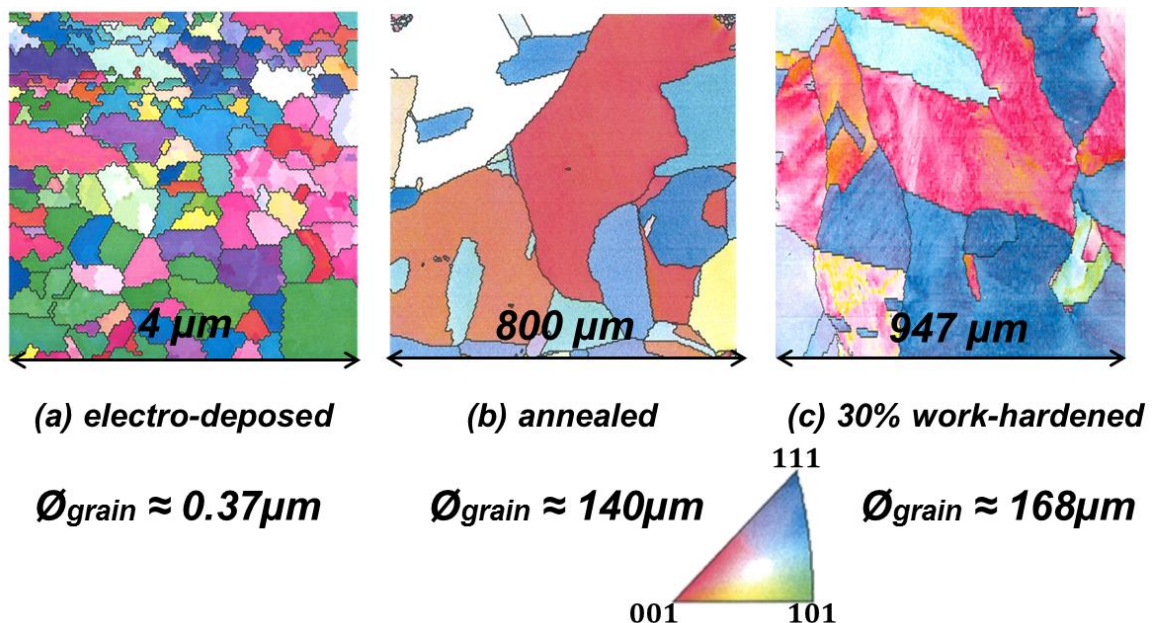 4 µm
800 µm
947 µm
(a) electro-deposed
(b) annealed
(c) 30% work-hardened
Øgrain ≈ 0.37µm
Øgrain ≈ 140µm
Øgrain ≈ 168µm
111
001
101